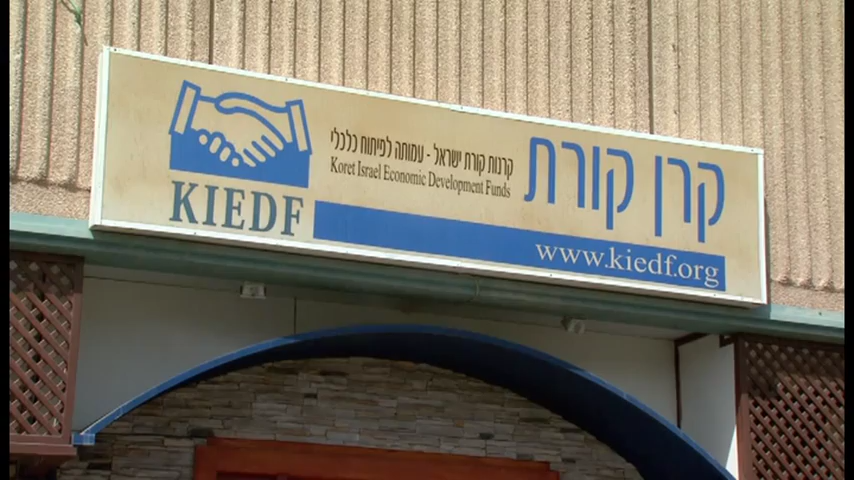 קרן קורת
קרנות קורת ישראל - עמותה לפיתוח כלכלי
Koret Israel Economic Development Funds
KIEDF
www.kiedf.org